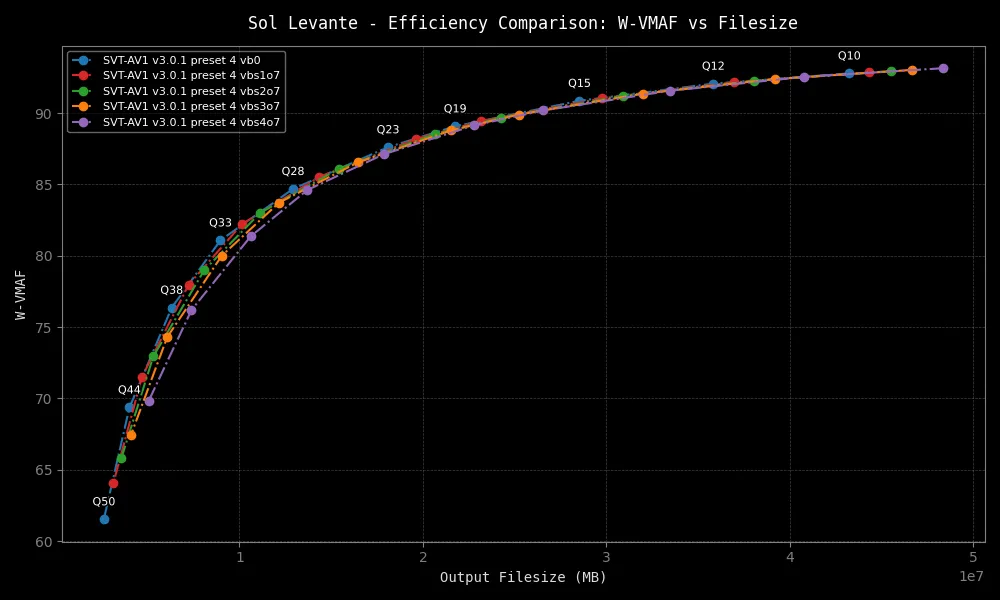 Sol Levante - Efficiency Comparison: W-VMAF vs Filesize
SVT-AV1 v3.0.1 preset 4 vb0
SVT-AV1 v3.0.1 preset 4 vbs1o7
SVT-AV1 v3.0.1 preset 4 vbs2o7
SVT-AV1 v3.0.1 preset 4 vbs3o7
SVT-AV1 v3.0.1 preset 4 vbs4o7
Q10
Q12
Q15
Q19
Q23
Q28
Q33
Q38
Q44
Q50
W-VMAF
90
85
80
75
70
65
60
1 2 3 4 5
1e7
Output Filesize (MB)